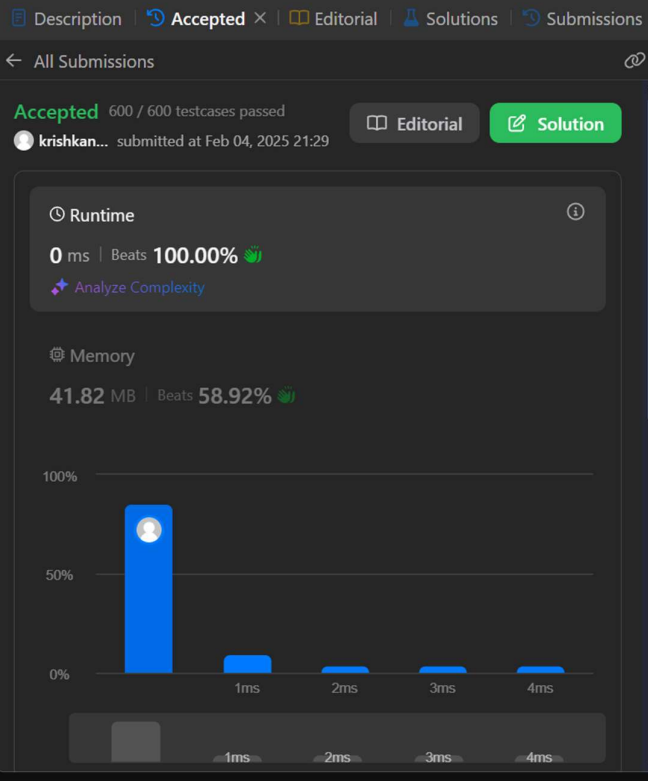 Description Accepted Editorial Solutions Submissions
All Submissions
Accepted 600 / 600 testcases passed
krishkan... submitted at Feb 04, 2025 21:29
Editorial
Solution
Runtime
0 ms Beats 100.00%
Analyze Complexity
Memory
41.82 MB Beats 58.92%
100%
50%
0%
1ms 2ms 3ms 4ms
1ms 2ms 3ms 4ms